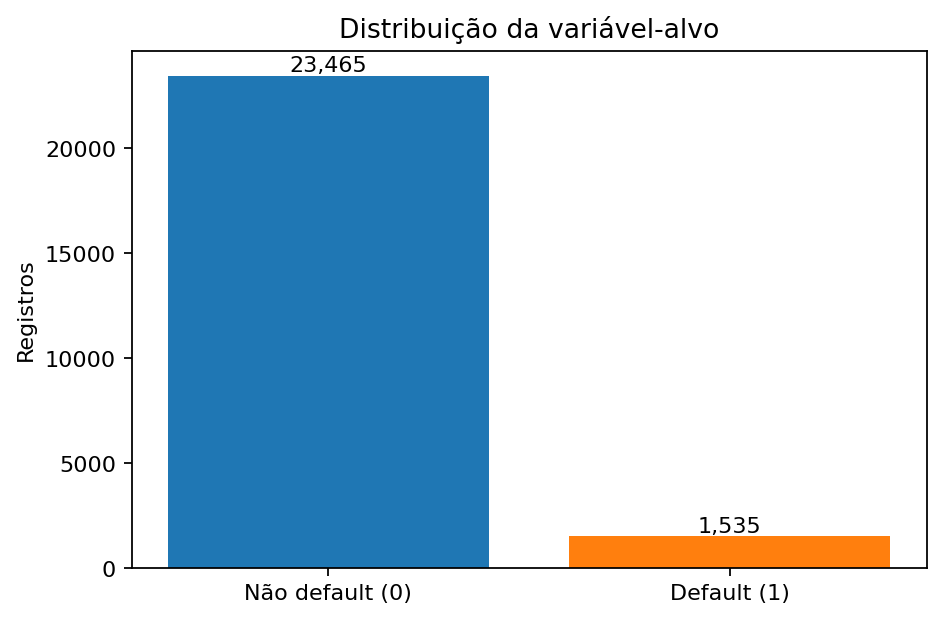 Distribuição da variável-alvo
23,465
20000
15000
10000
5000
0
Registros
1,535
Não default (0)
Default (1)